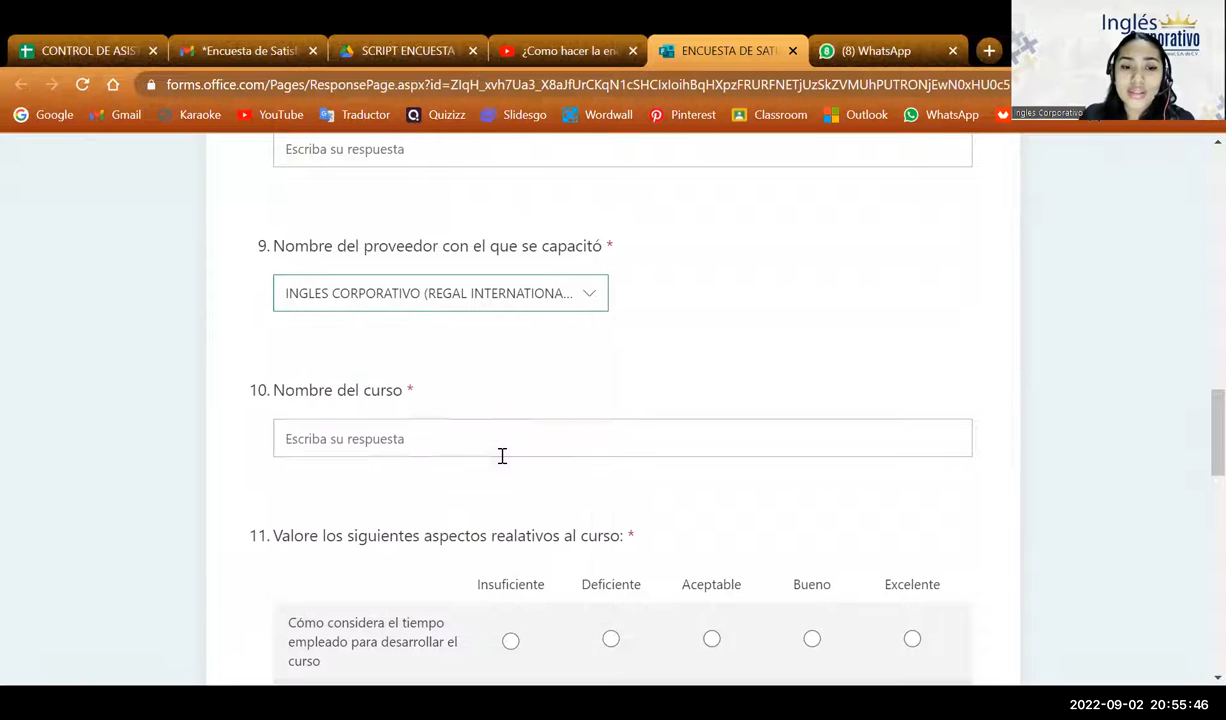 CONTROL DE ASIS
*Encuesta de Satisf
SCRIPT ENCUESTA
¿Como hacer la en
ENCUESTA DE SATI
(8) WhatsApp
forms.office.com/Pages/ResponsePage.aspx?id=
Google
Gmail
Karaoke
YouTube
Traductor
Quizizz
Slidesgo
Wordwall
Pinterest
Classroom
Outlook
WhatsApp
Inglés
Corporativo
Ingles Corporativo
Escriba su respuesta
9. Nombre del proveedor con el que se capacitó *
INGLES CORPORATIVO (REGAL INTERNATIONA...
10. Nombre del curso *
Escriba su respuesta
11. Valore los siguientes aspectos realativos al curso: *
Insuficiente Deficiente Aceptable Bueno Excelente
Cómo considera el tiempo
empleado para desarrollar el
curso
2022-09-02 20:55:46